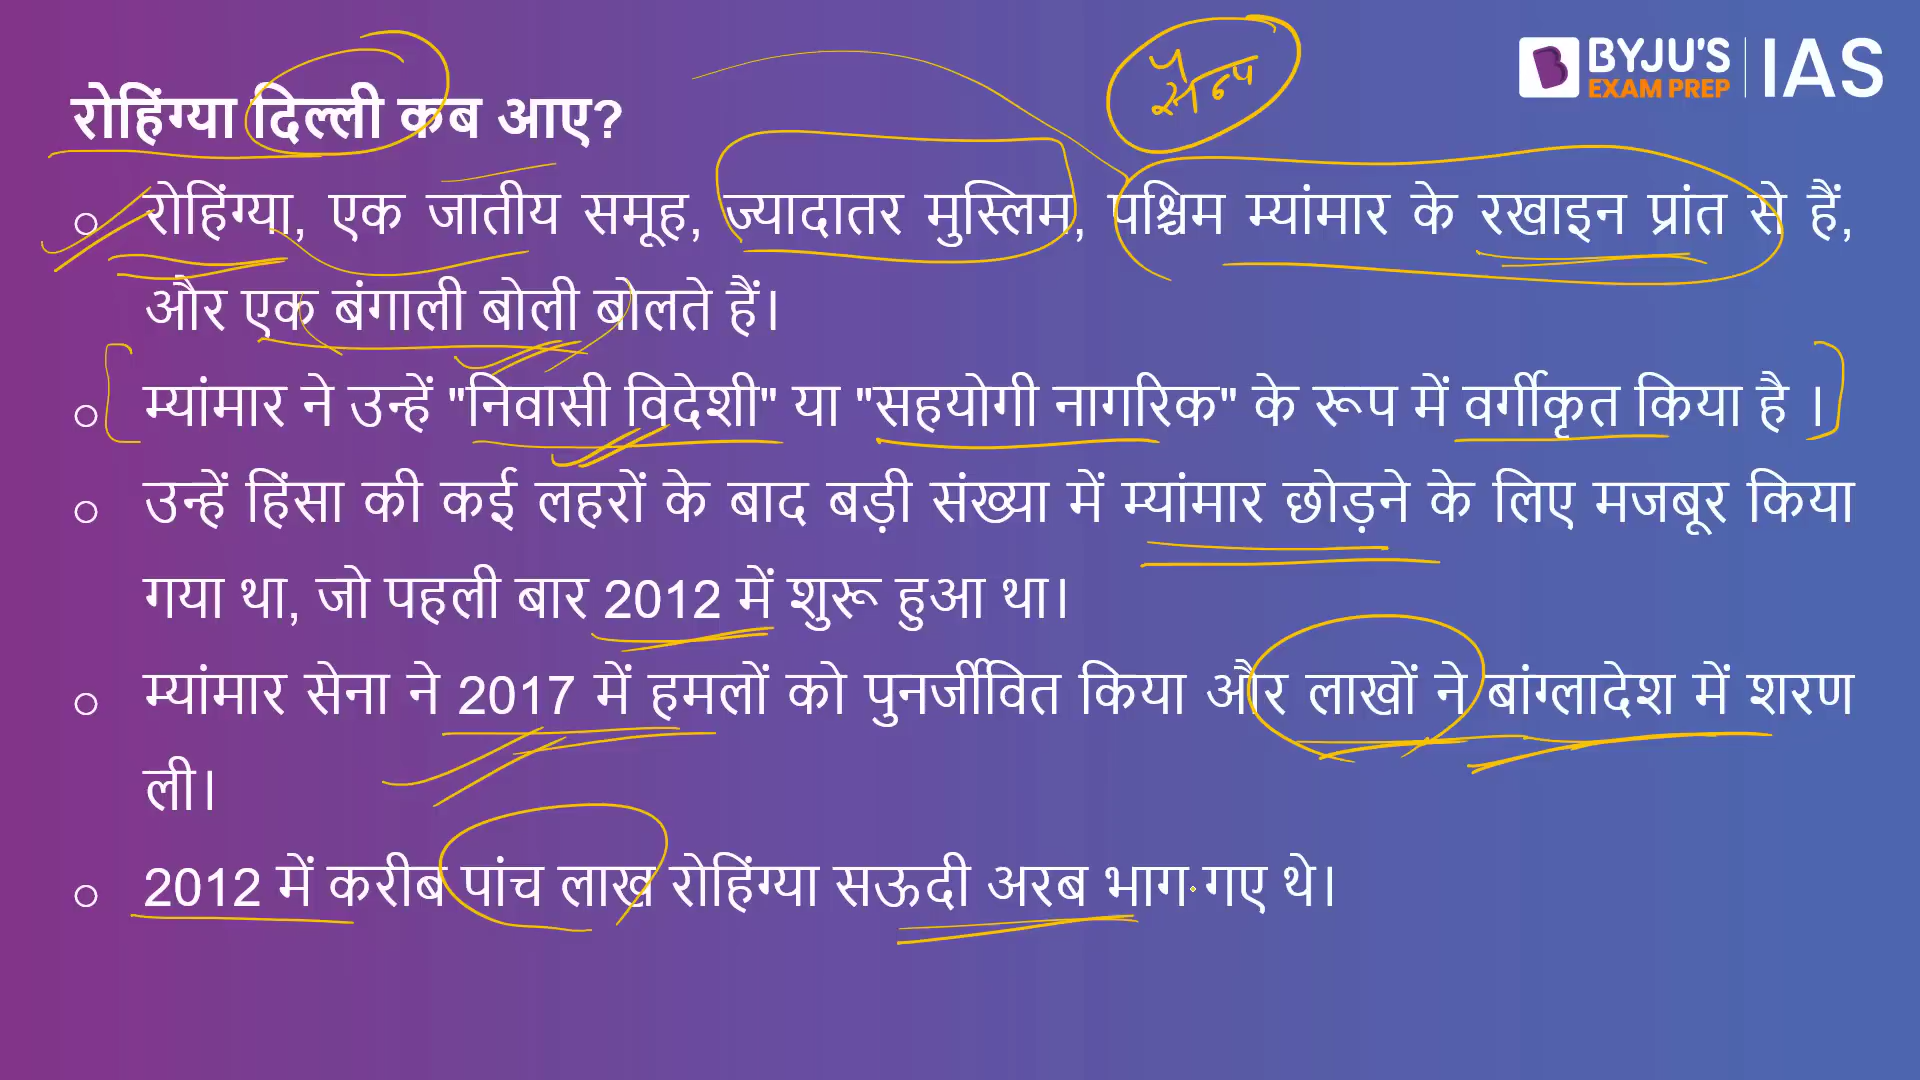 BYJU'S
EXAM PREP
IAS
रोहिंग्या दिल्ली कब आए?
रोहिंग्या, एक जातीय समूह, ज्यादातर मुस्लिम, पश्चिम म्यांमार के रखाइन प्रांत से हैं,
और एक बंगाली बोली बोलते हैं।
म्यांमार ने उन्हें "निवासी विदेशी" या "सहयोगी नागरिक" के रूप में वर्गीकृत किया है ।
उन्हें हिंसा की कई लहरों के बाद बड़ी संख्या में म्यांमार छोड़ने के लिए मजबूर किया
गया था, जो पहली बार 2012 में शुरू हुआ था।
म्यांमार सेना ने 2017 में हमलों को पुनर्जीवित किया और लाखों ने बांग्लादेश में शरण
ली।
2012 में करीब पांच लाख रोहिंग्या सऊदी अरब भाग गए थे।